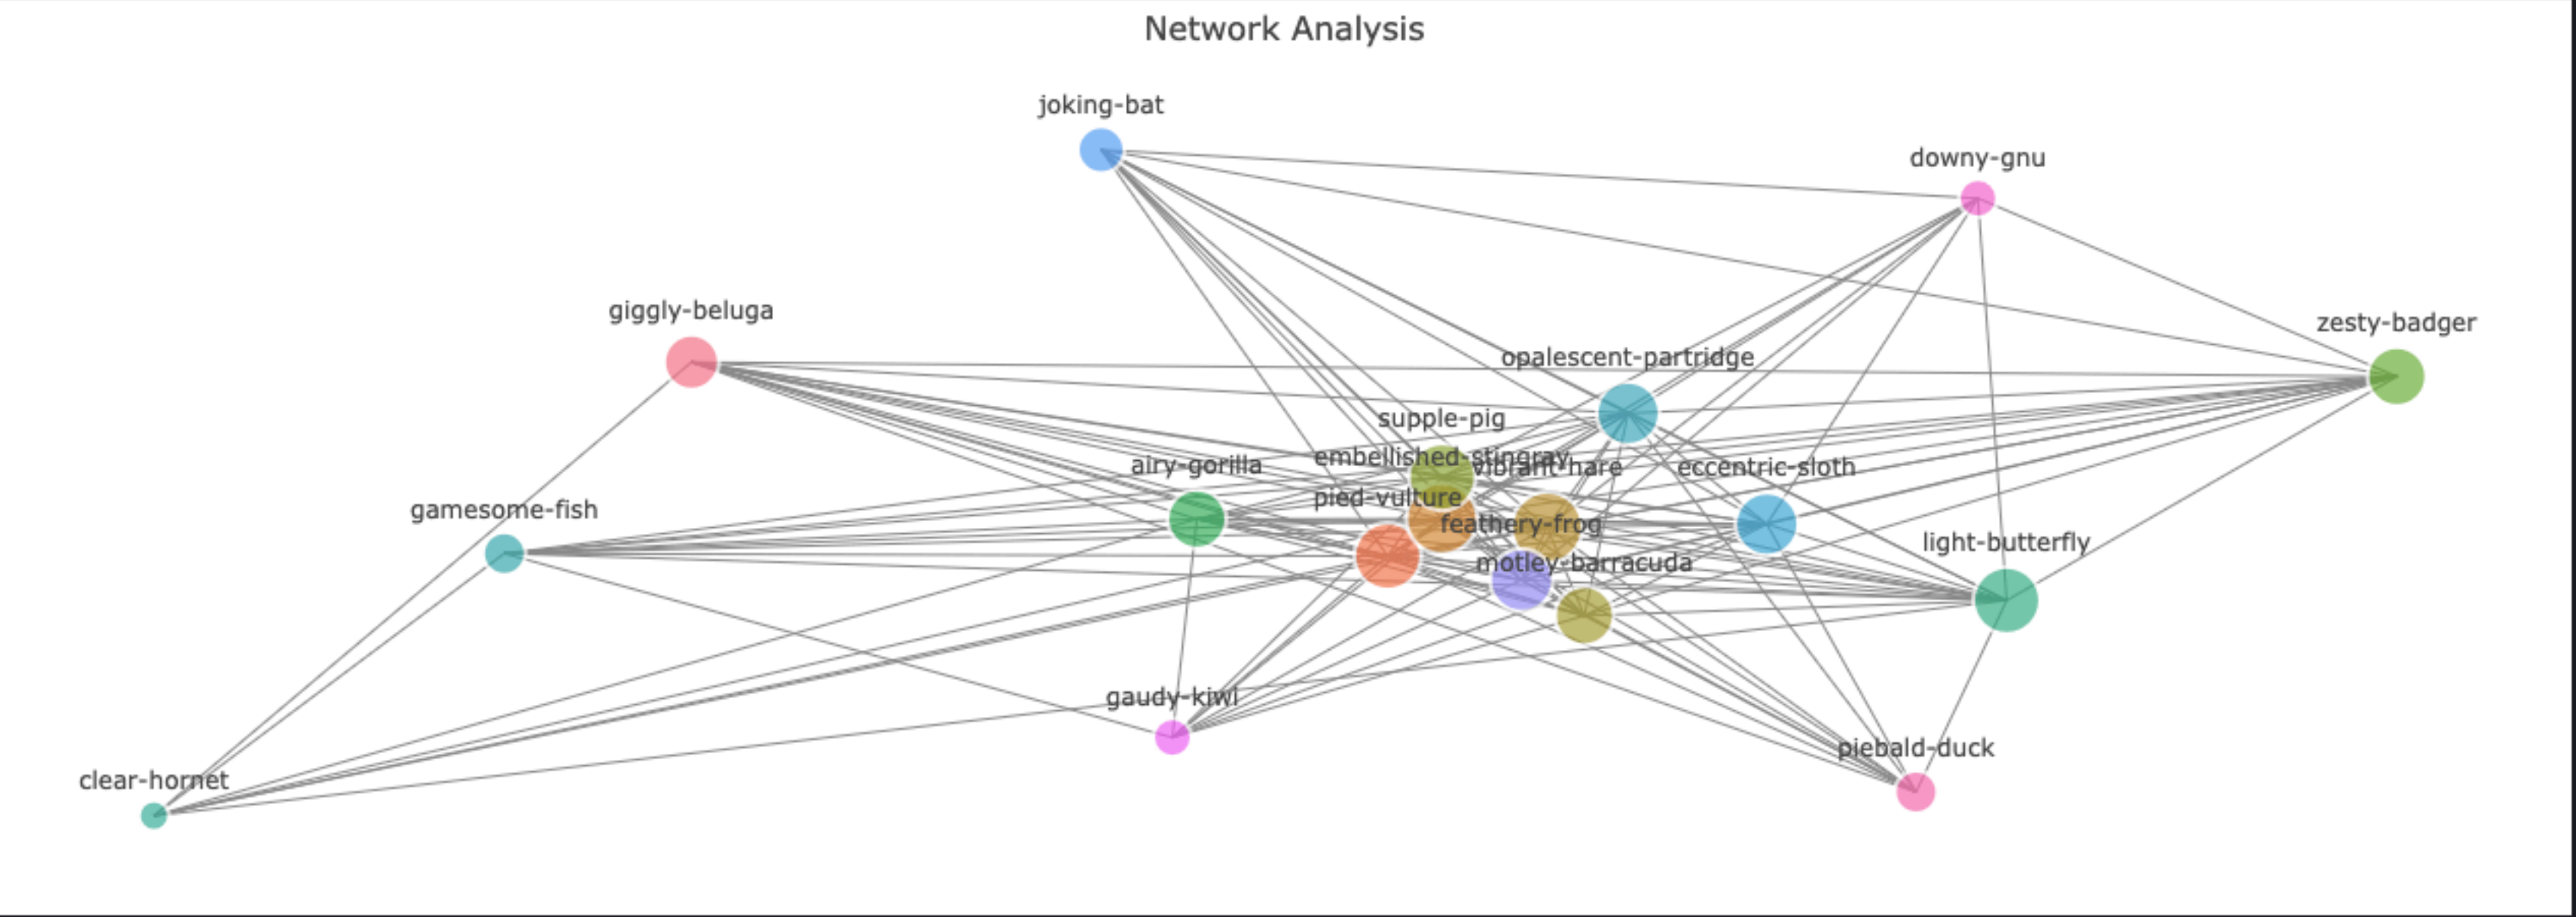 Network Analysis
joking-bat
downy-gnu
giggly-beluga
zesty-badger
opalescent-partridge
supple-pig
embellished-stingray
airy-gorilla
vibrant-hare
eccentric-sloth
pied-vulture
gamesome-fish
feathery-frog
light-butterfly
motley-barracuda
gaudy-kiwi
piebald-duck
clear-hornet